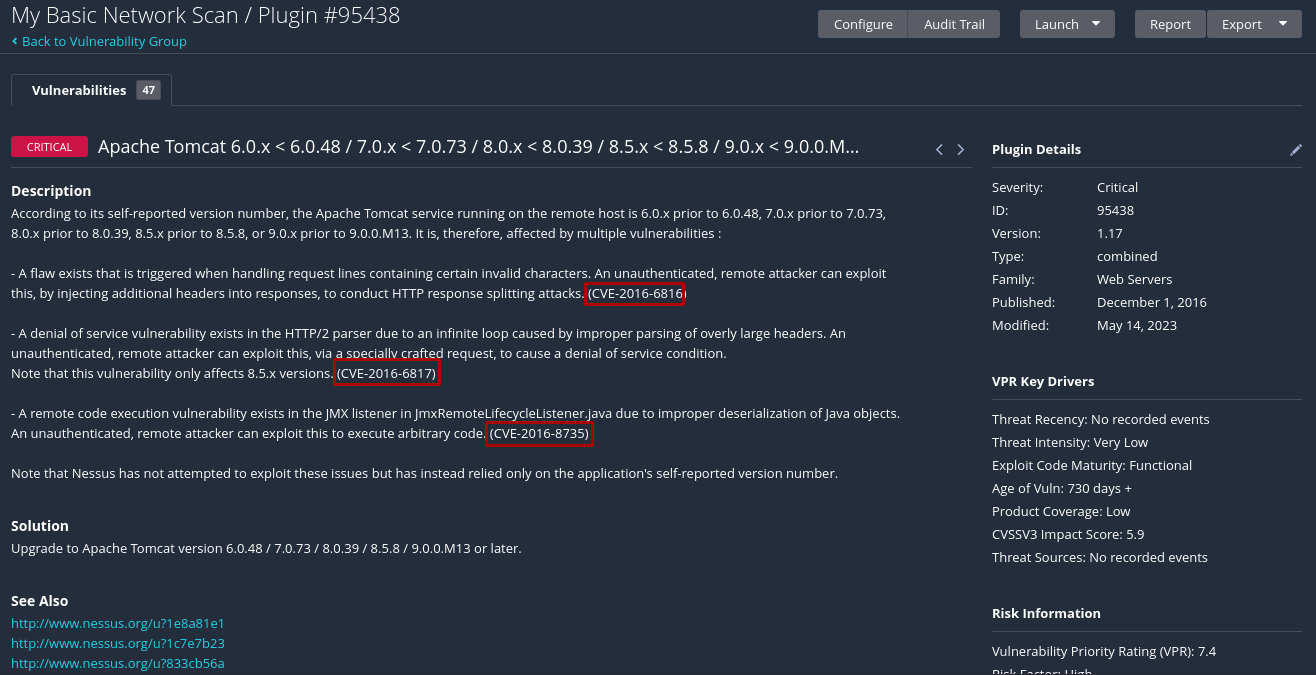 My Basic Network Scan / Plugin #95438
Back to Vulnerability Group
Configure
Audit Trail
Launch
Report
Export
Vulnerabilities 47
CRITICAL Apache Tomcat 6.0.x < 6.0.48 / 7.0.x < 7.0.73 / 8.0.x < 8.0.39 / 8.5.x < 8.5.8 / 9.0.x < 9.0.0.M...
Description
According to its self-reported version number, the Apache Tomcat service running on the remote host is 6.0.x prior to 6.0.48, 7.0.x prior to 7.0.73,
8.0.x prior to 8.0.39, 8.5.x prior to 8.5.8, or 9.0.x prior to 9.0.0.M13. It is, therefore, affected by multiple vulnerabilities :
- A flaw exists that is triggered when handling request lines containing certain invalid characters. An unauthenticated, remote attacker can exploit
this, by injecting additional headers into responses, to conduct HTTP response splitting attacks. (CVE-2016-6816)
- A denial of service vulnerability exists in the HTTP/2 parser due to an infinite loop caused by improper parsing of overly large headers. An
unauthenticated, remote attacker can exploit this, via a specially crafted request, to cause a denial of service condition.
Note that this vulnerability only affects 8.5.x versions. (CVE-2016-6817)
- A remote code execution vulnerability exists in the JMX listener in JmxRemoteLifecycleListener.java due to improper deserialization of Java objects.
An unauthenticated, remote attacker can exploit this to execute arbitrary code. (CVE-2016-8735)
Note that Nessus has not attempted to exploit these issues but has instead relied only on the application's self-reported version number.
Solution
Upgrade to Apache Tomcat version 6.0.48 / 7.0.73 / 8.0.39 / 8.5.8 / 9.0.0.M13 or later.
See Also
http://www.nessus.org/u?1e8a81e1
http://www.nessus.org/u?1c7e7b23
http://www.nessus.org/u?833cb56a
Plugin Details
Severity: Critical
ID: 95438
Version: 1.17
Type: combined
Family: Web Servers
Published: December 1, 2016
Modified: May 14, 2023
VPR Key Drivers
Threat Recency: No recorded events
Threat Intensity: Very Low
Exploit Code Maturity: Functional
Age of Vuln: 730 days +
Product Coverage: Low
CVSSV3 Impact Score: 5.9
Threat Sources: No recorded events
Risk Information
Vulnerability Priority Rating (VPR): 7.4
Risk Factor: High